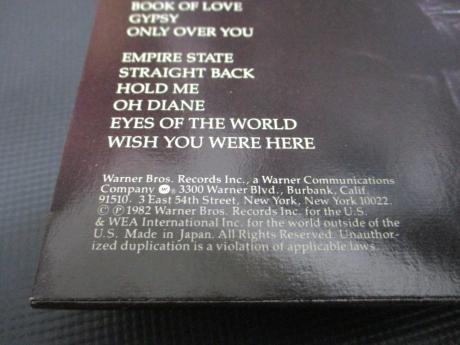 BOOK OF LOVE
GYPSY
ONLY OVER YOU
EMPIRE STATE
STRAIGHT BACK
HOLD ME
OH DIANE
EYES OF THE WORLD
WISH YOU WERE HERE
Warner Bros. Records Inc., a Warner Communications
Company ⓦ® 3300 Warner Blvd., Burbank, Calif.
91510. 3 East 54th Street, New York, New York 10022.
© ℗ 1982 Warner Bros. Records Inc. for the U.S.
& WEA International Inc. for the world outside of the
U.S. Made in Japan. All Rights Reserved. Unauthor-
ized duplication is a violation of applicable laws.